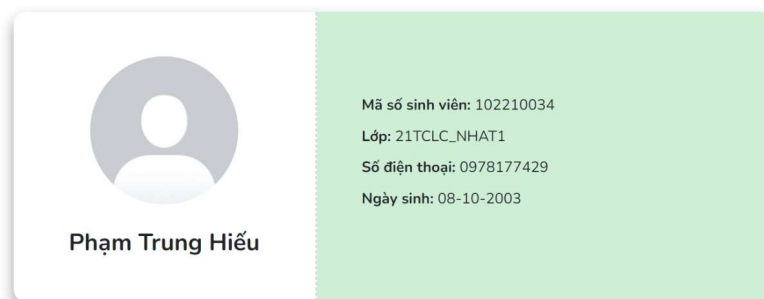 Phạm Trung Hiếu
Mã số sinh viên: 102210034
Lớp: 21TCLC_NHAT1
Số điện thoại: 0978177429
Ngày sinh: 08-10-2003